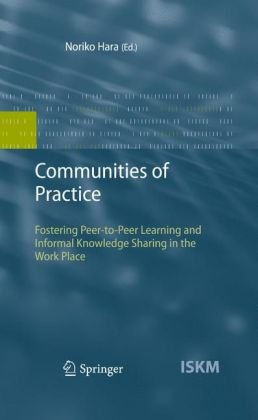 Noriko Hara (Ed.)
Communities of
Practice
Fostering Peer-to-Peer Learning and
Informal Knowledge Sharing in the
Work Place
Springer
ISKM